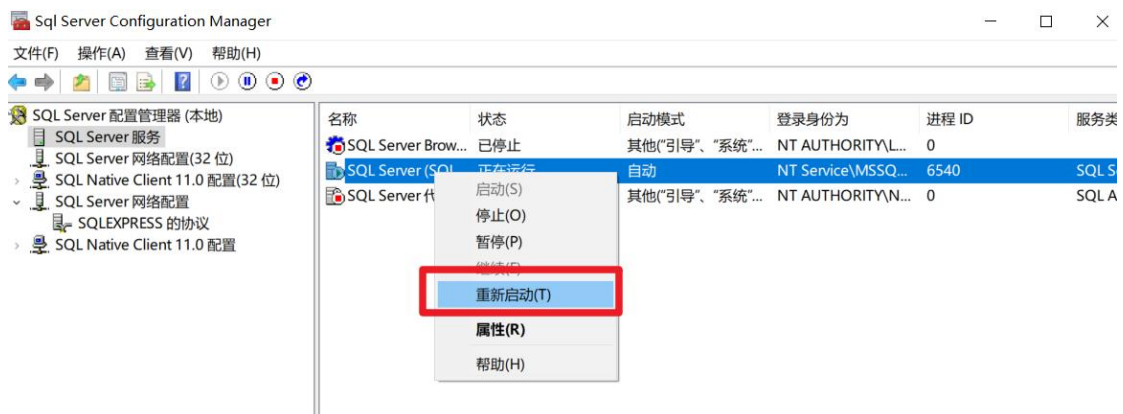 Sql Server Configuration Manager
文件(F) 操作(A) 查看(V) 帮助(H)
SQL Server 配置管理器 (本地)
SQL Server 服务
SQL Server 网络配置(32 位)
SQL Native Client 11.0 配置(32 位)
SQL Server 网络配置
SQLEXPRESS 的协议
SQL Native Client 11.0 配置
名称 状态 启动模式 登录身份为 进程 ID 服务类
SQL Server Brow... 已停止 其他("引导"、"系统"... NT AUTHORITY\L... 0
SQL Server (SQL 正在运行 自动 NT Service\MSSQ... 6540 SQL S
SQL Server 代 其他("引导"、"系统"... NT AUTHORITY\N... 0 SQL A
启动(S)
停止(O)
暂停(P)
继续(E)
重新启动(T)
属性(R)
帮助(H)